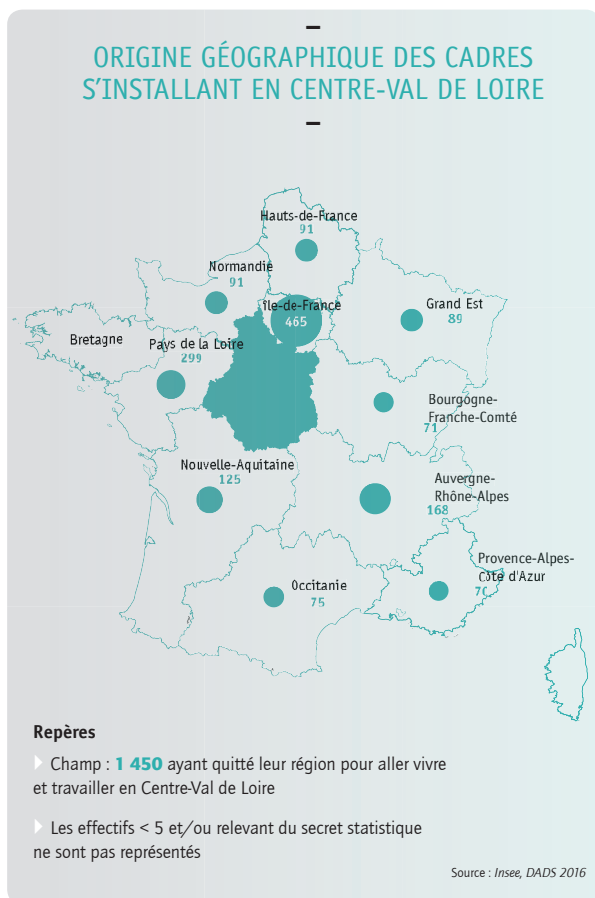 ORIGINE GÉOGRAPHIQUE DES CADRES
S'INSTALLANT EN CENTRE-VAL DE LOIRE
Hauts-de-France
91
Normandie
91
île-de-France
465
Grand Est
89
Bretagne
Pays de la Loire
299
Bourgogne-
Franche-Comté
71
Nouvelle-Aquitaine
125
Auvergne-
Rhône-Alpes
168
Provence-Alpes-
Côte d'Azur
70
Occitanie
75
Repères
Champ : 1 450 ayant quitté leur région pour aller vivre
et travailler en Centre-Val de Loire
Les effectifs < 5 et/ou relevant du secret statistique
ne sont pas représentés
Source : Insee, DADS 2016